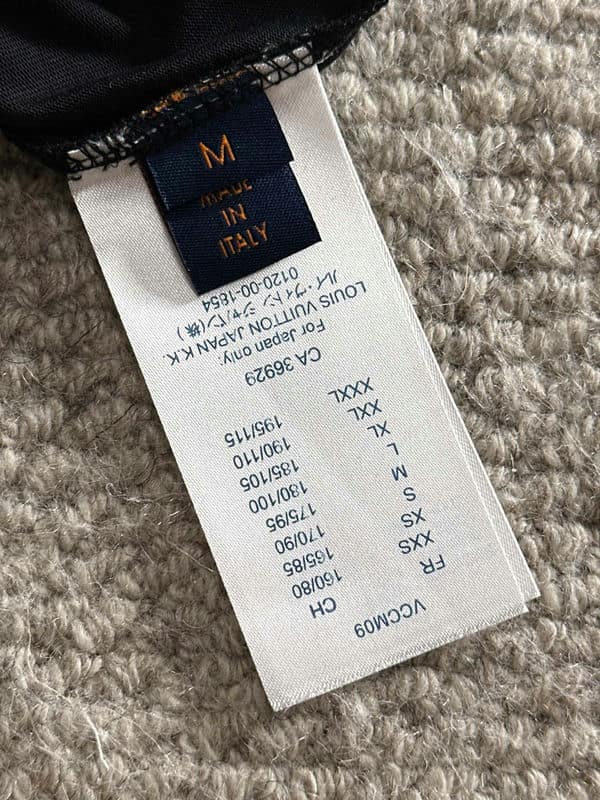 M
MADE
IN
ITALY
VCCM09
FR CH
XXS 160/80
XS 165/85
S 170/90
M 175/95
L 180/100
XL 185/105
XXL 190/110
XXXL 195/115
CA 36929
For Japan only:
LOUIS VUITTON JAPAN K.K.
ルイ・ヴィトン ジャパン(株)
0120-00-1854